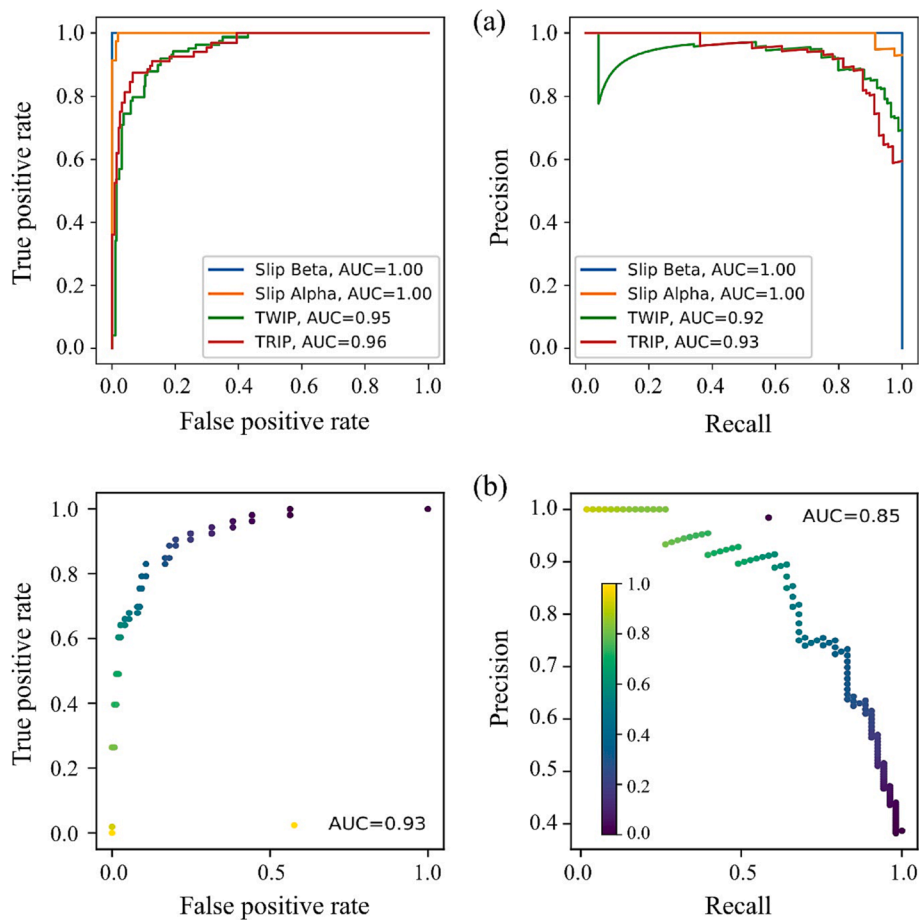 (a)
True positive rate
1.0
0.8
0.6
0.4
0.2
0.0
Slip Beta, AUC=1.00
Slip Alpha, AUC=1.00
TWIP, AUC=0.95
TRIP, AUC=0.96
0.0 0.2 0.4 0.6 0.8 1.0
False positive rate
Precision
1.0
0.8
0.6
0.4
0.2
0.0
Slip Beta, AUC=1.00
Slip Alpha, AUC=1.00
TWIP, AUC=0.92
TRIP, AUC=0.93
0.0 0.2 0.4 0.6 0.8 1.0
Recall
(b)
True positive rate
1.0
0.8
0.6
0.4
0.2
0.0
AUC=0.93
0.0 0.5 1.0
False positive rate
Precision
1.0
0.9
0.8
0.7
0.6
0.5
0.4
AUC=0.85
1.0
0.8
0.6
0.4
0.2
0.0
0.5 1.0
Recall